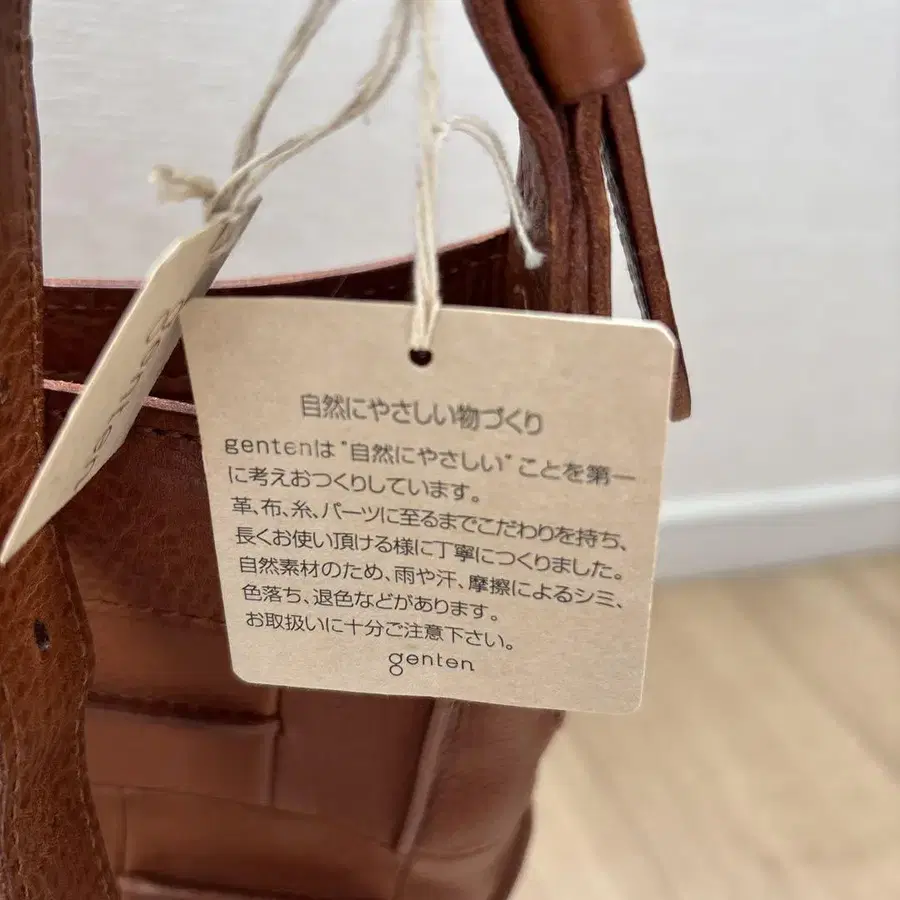 自然にやさしい物づくり
gentenは"自然にやさしい"ことを第一
に考えおつくりしています。
革、布、糸、パーツに至るまでこだわりを持ち、
長くお使い頂ける様に丁寧につくりました。
自然素材のため、雨や汗、摩擦によるシミ、
色落ち、退色などがあります。
お取扱いに十分ご注意下さい。
genten